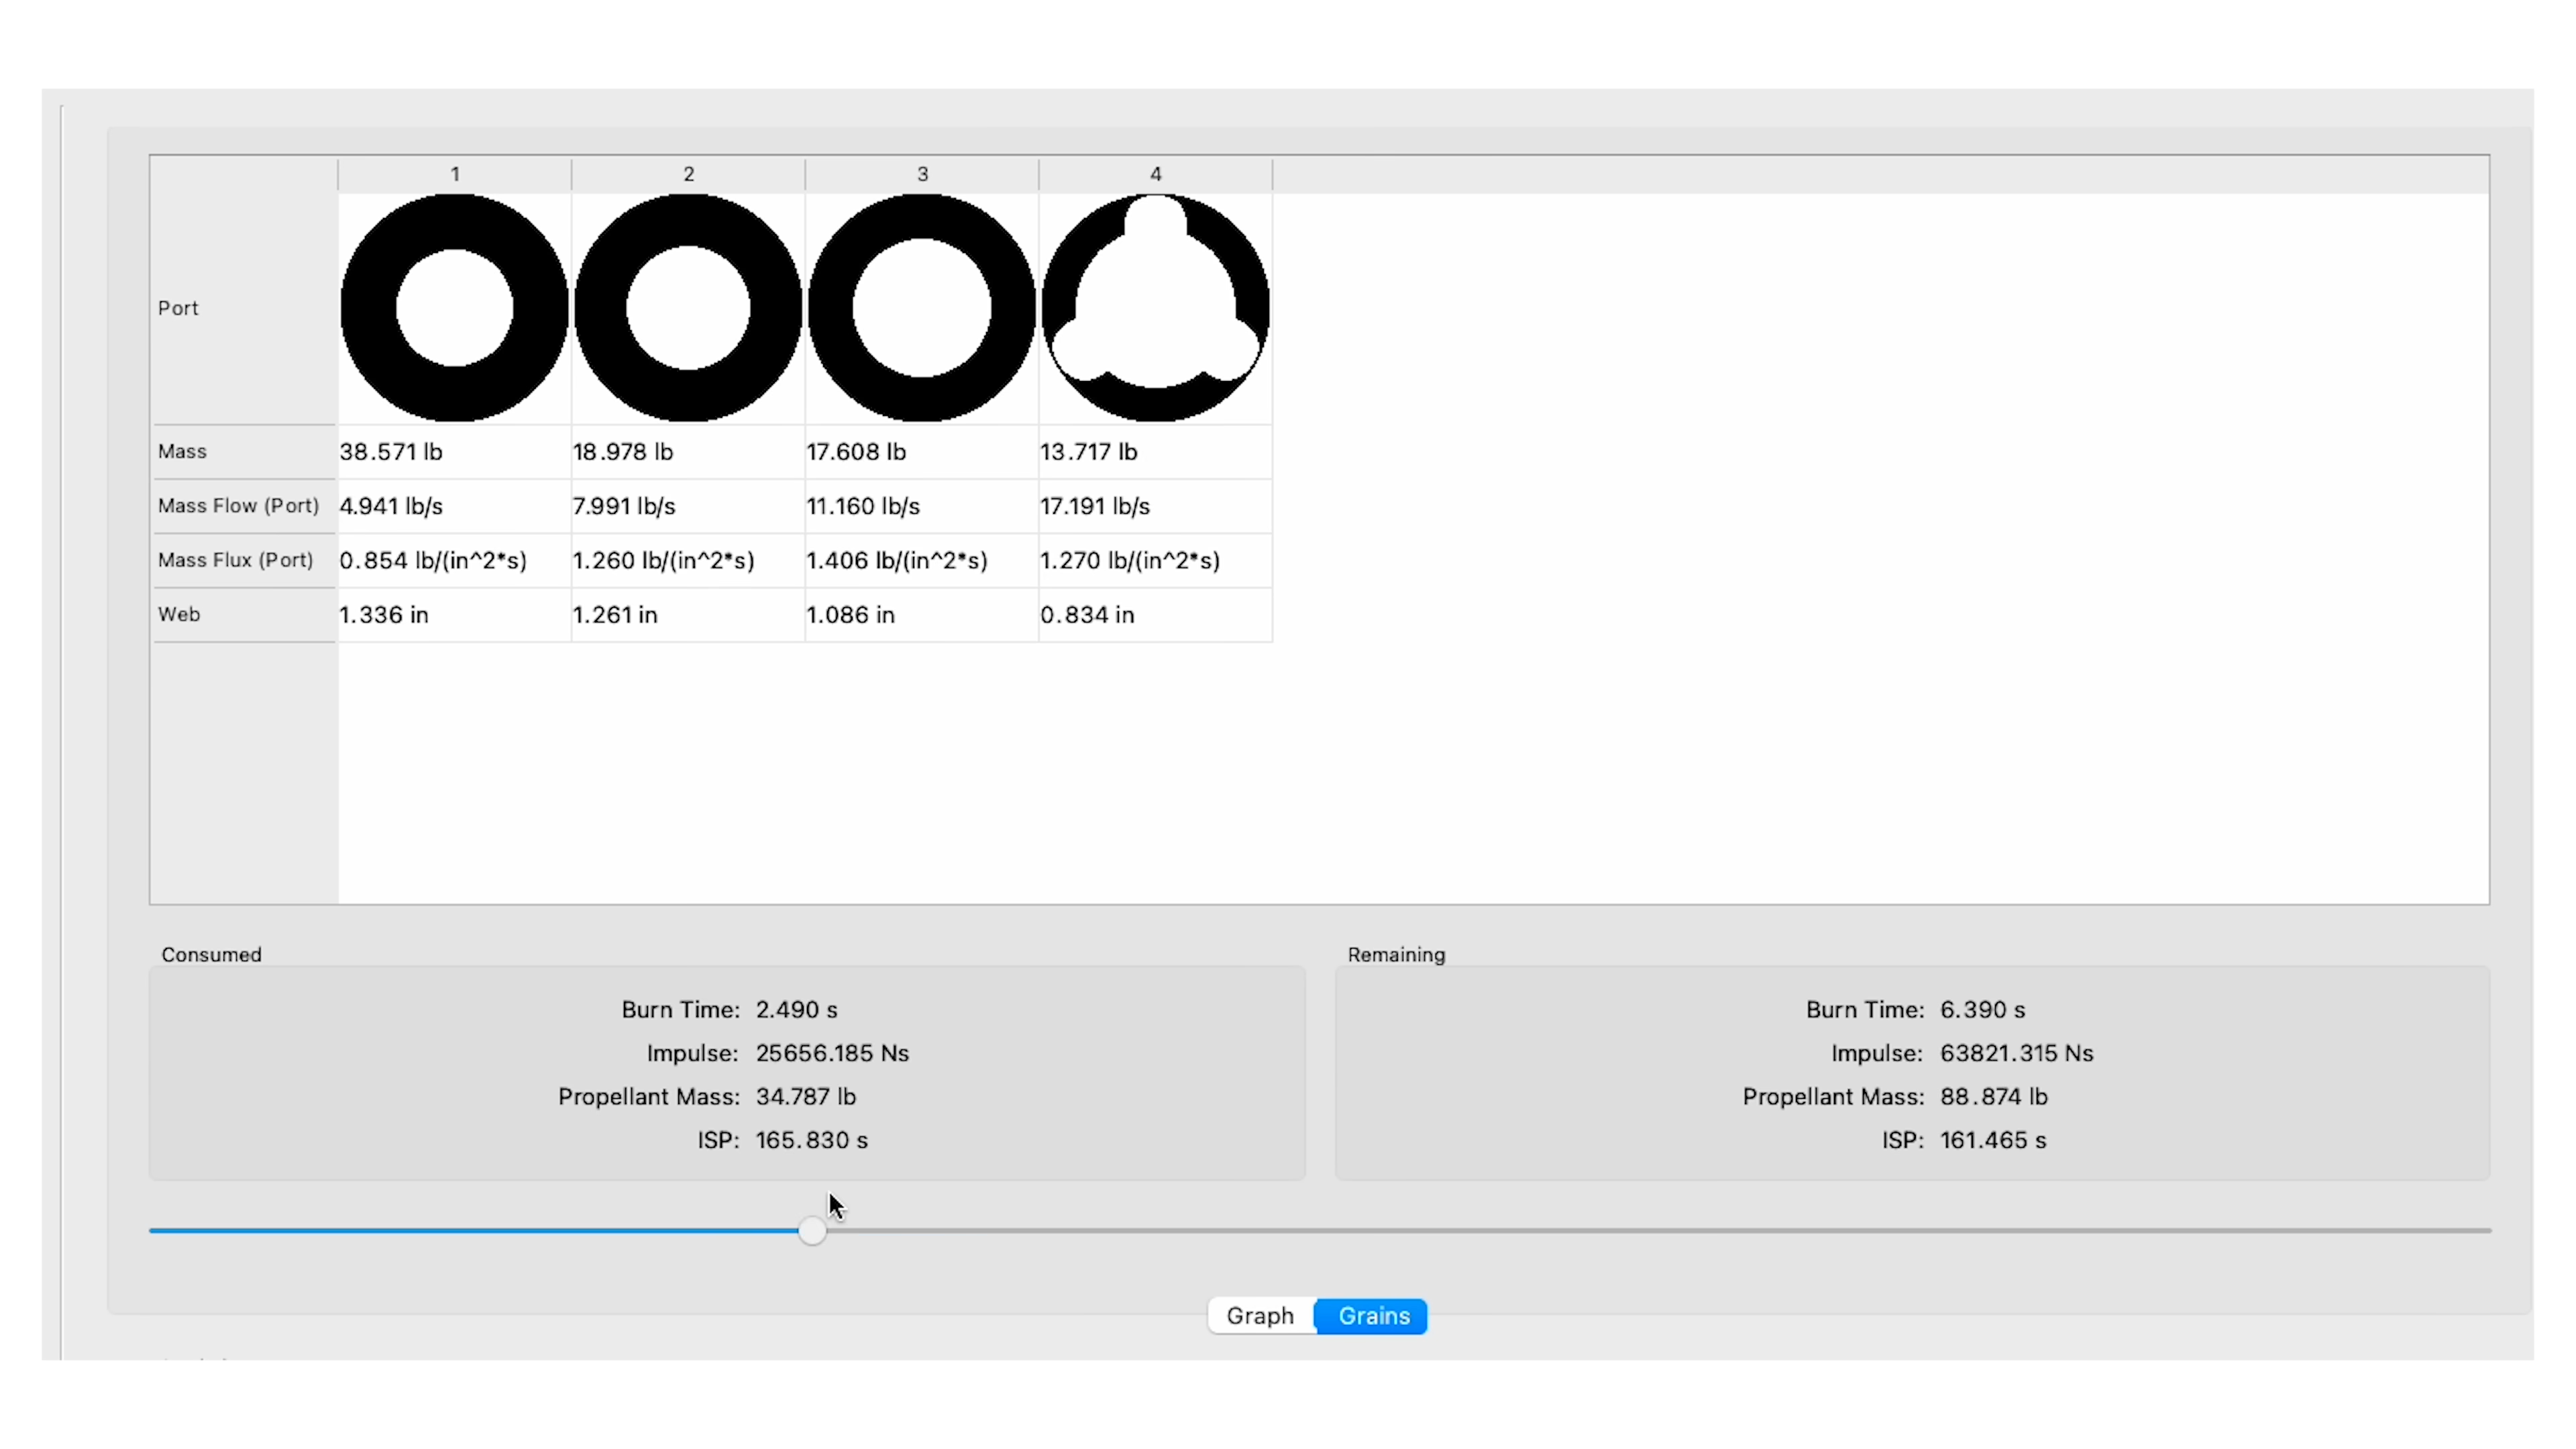 1 2 3 4
Port
Mass 38.571 lb 18.978 lb 17.608 lb 13.717 lb
Mass Flow (Port) 4.941 lb/s 7.991 lb/s 11.160 lb/s 17.191 lb/s
Mass Flux (Port) 0.854 lb/(in^2*s) 1.260 lb/(in^2*s) 1.406 lb/(in^2*s) 1.270 lb/(in^2*s)
Web 1.336 in 1.261 in 1.086 in 0.834 in
Consumed
Burn Time: 2.490 s
Impulse: 25656.185 Ns
Propellant Mass: 34.787 lb
ISP: 165.830 s
Remaining
Burn Time: 6.390 s
Impulse: 63821.315 Ns
Propellant Mass: 88.874 lb
ISP: 161.465 s
Graph Grains